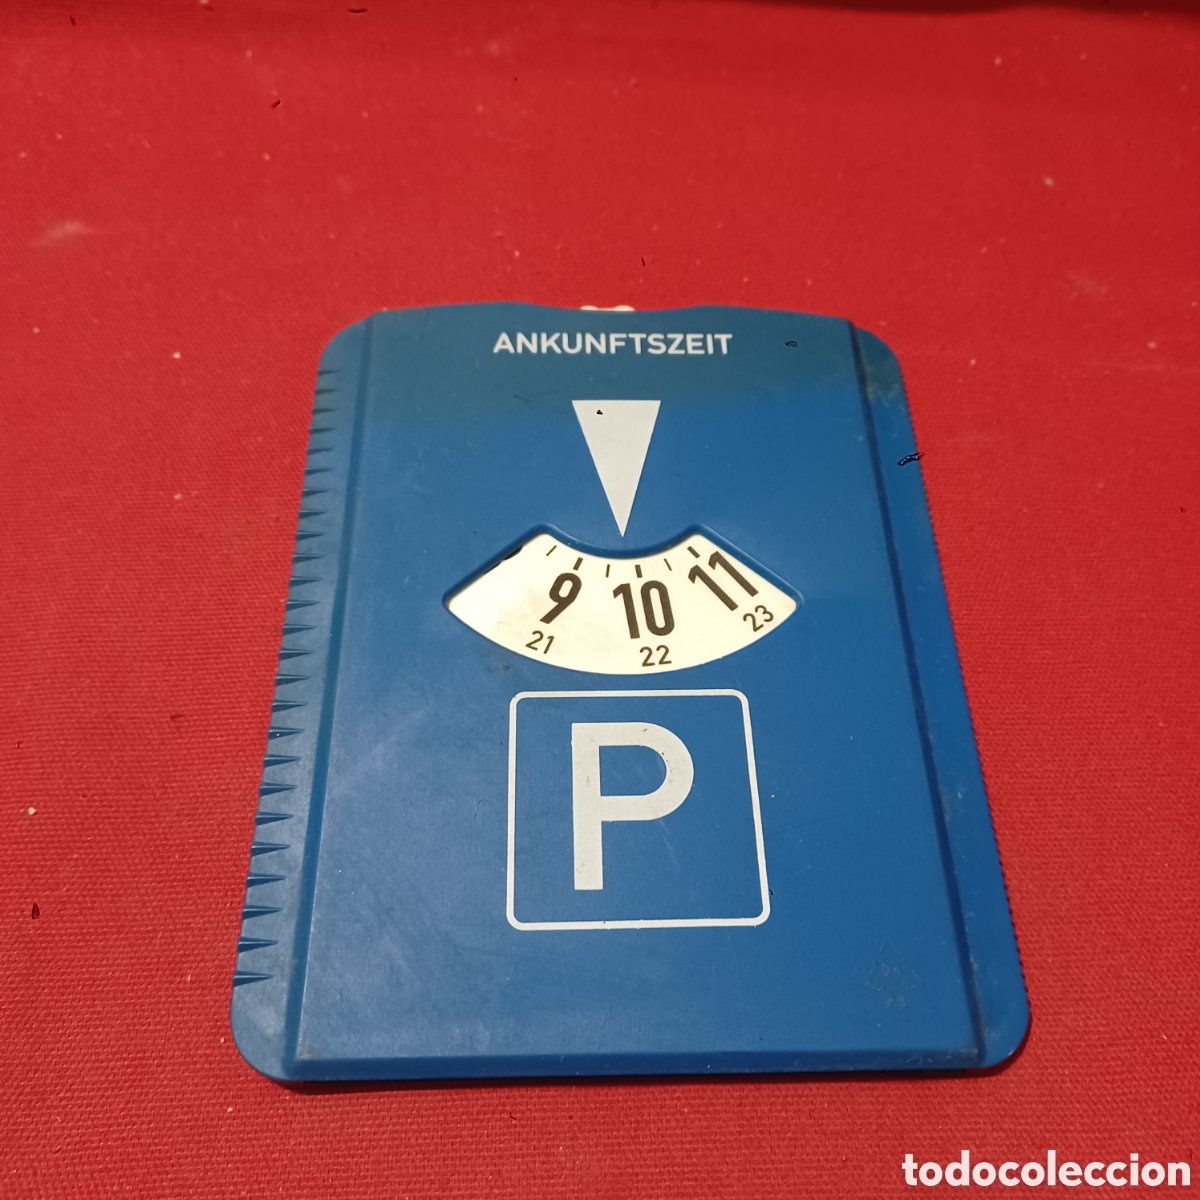 ANKUNFTSZEIT
9 10 11
21 22 23
P
todocoleccion